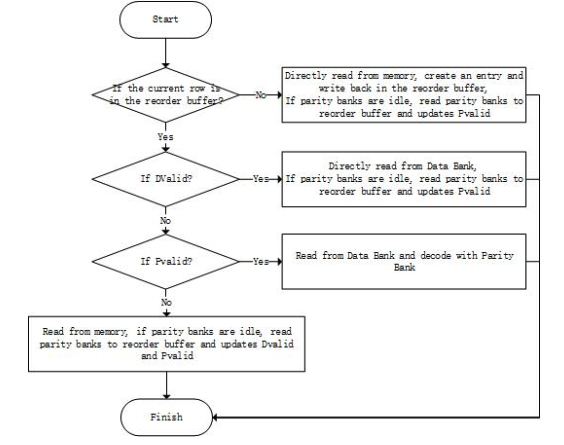 Start
If the current row is
in the reorder buffer?
No
Directly read from memory, create an entry and
write back in the reorder buffer,
If parity banks are idle, read parity banks to
reorder buffer and updates Pvalid
Yes
If DValid?
Yes
Directly read from Data Bank,
If parity banks are idle, read parity banks to
reorder buffer and updates Pvalid
No
If Pvalid?
Yes
Read from Data Bank and decode with Parity
Bank
No
Read from memory, if parity banks are idle, read
parity banks to reorder buffer and updates Dvalid
and Pvalid
Finish